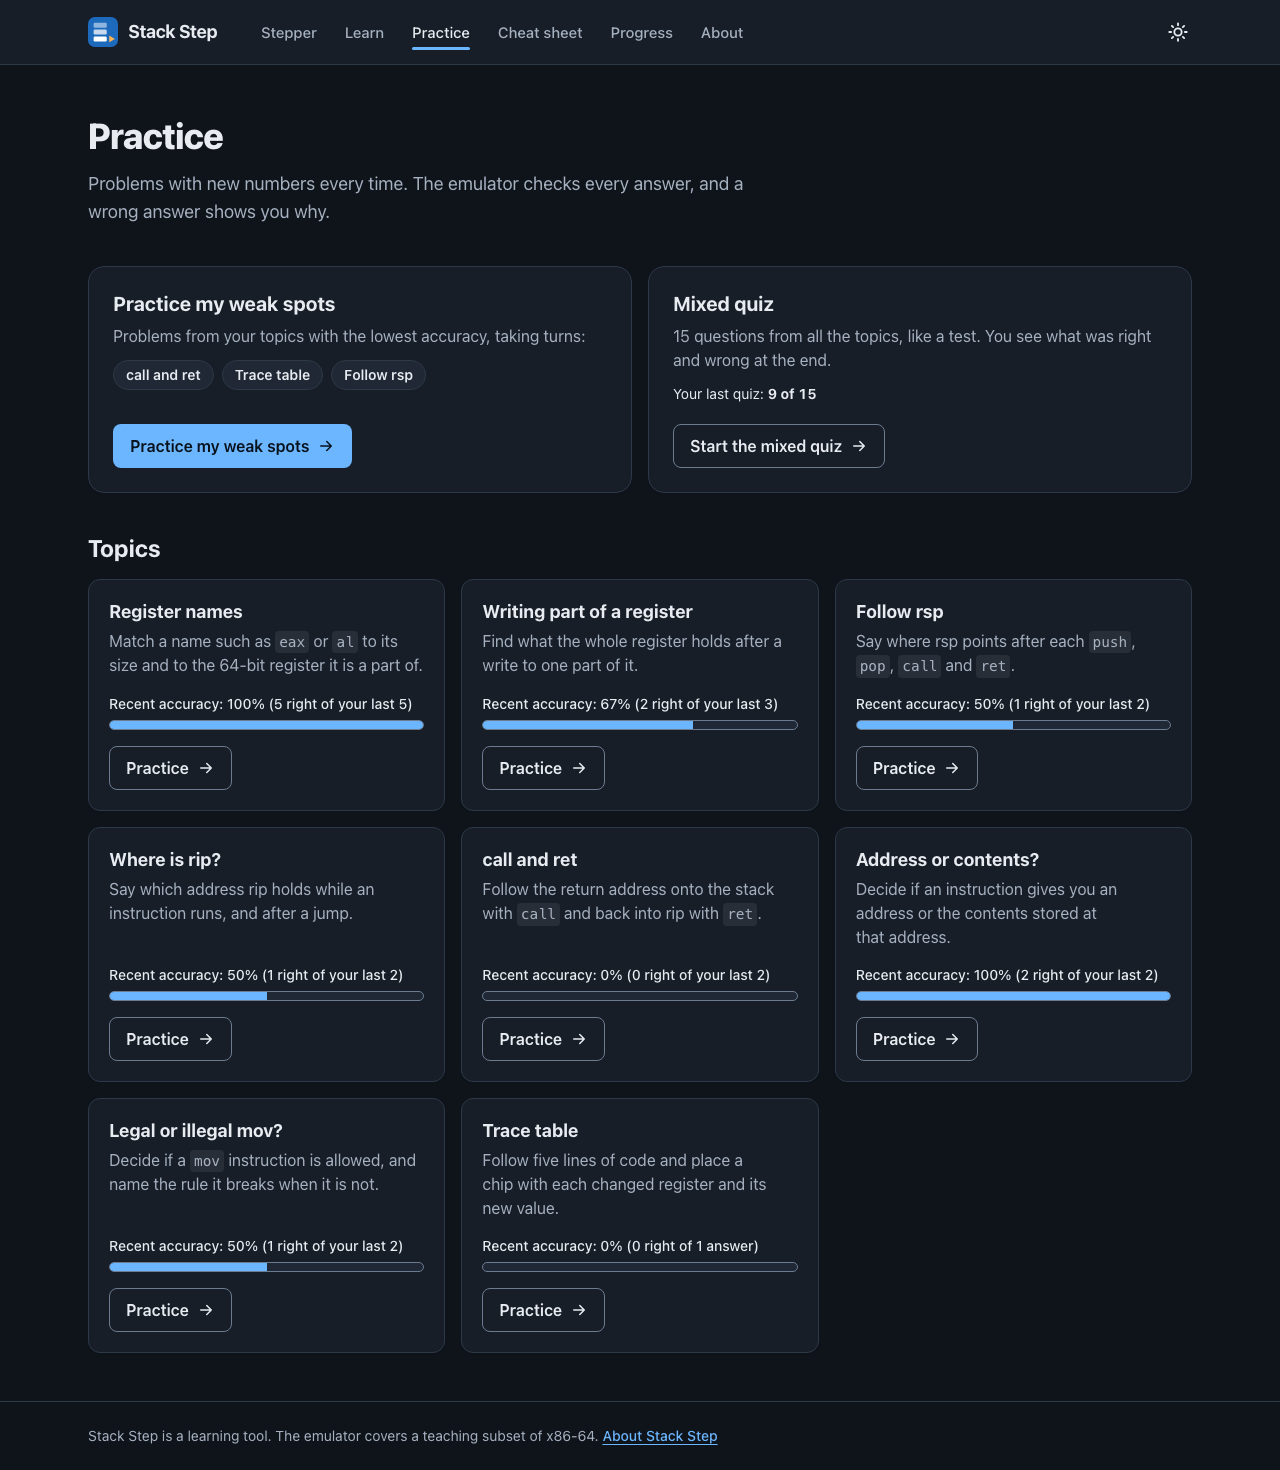 Stack Step
Stepper
Learn
Practice
Cheat sheet
Progress
About
Practice
Problems with new numbers every time. The emulator checks every answer, and a
wrong answer shows you why.
Practice my weak spots
Problems from your topics with the lowest accuracy, taking turns:
call and ret
Trace table
Follow rsp
Practice my weak spots →
Mixed quiz
15 questions from all the topics, like a test. You see what was right
and wrong at the end.
Your last quiz: 9 of 15
Start the mixed quiz →
Topics
Register names
Match a name such as eax or al to its
size and to the 64-bit register it is a part of.
Recent accuracy: 100% (5 right of your last 5)
Practice →
Writing part of a register
Find what the whole register holds after a
write to one part of it.
Recent accuracy: 67% (2 right of your last 3)
Practice →
Follow rsp
Say where rsp points after each push,
pop, call and ret.
Recent accuracy: 50% (1 right of your last 2)
Practice →
Where is rip?
Say which address rip holds while an
instruction runs, and after a jump.
Recent accuracy: 50% (1 right of your last 2)
Practice →
call and ret
Follow the return address onto the stack
with call and back into rip with ret.
Recent accuracy: 0% (0 right of your last 2)
Practice →
Address or contents?
Decide if an instruction gives you an
address or the contents stored at
that address.
Recent accuracy: 100% (2 right of your last 2)
Practice →
Legal or illegal mov?
Decide if a mov instruction is allowed, and
name the rule it breaks when it is not.
Recent accuracy: 50% (1 right of your last 2)
Practice →
Trace table
Follow five lines of code and place a
chip with each changed register and its
new value.
Recent accuracy: 0% (0 right of 1 answer)
Practice →
Stack Step is a learning tool. The emulator covers a teaching subset of x86-64. About Stack Step